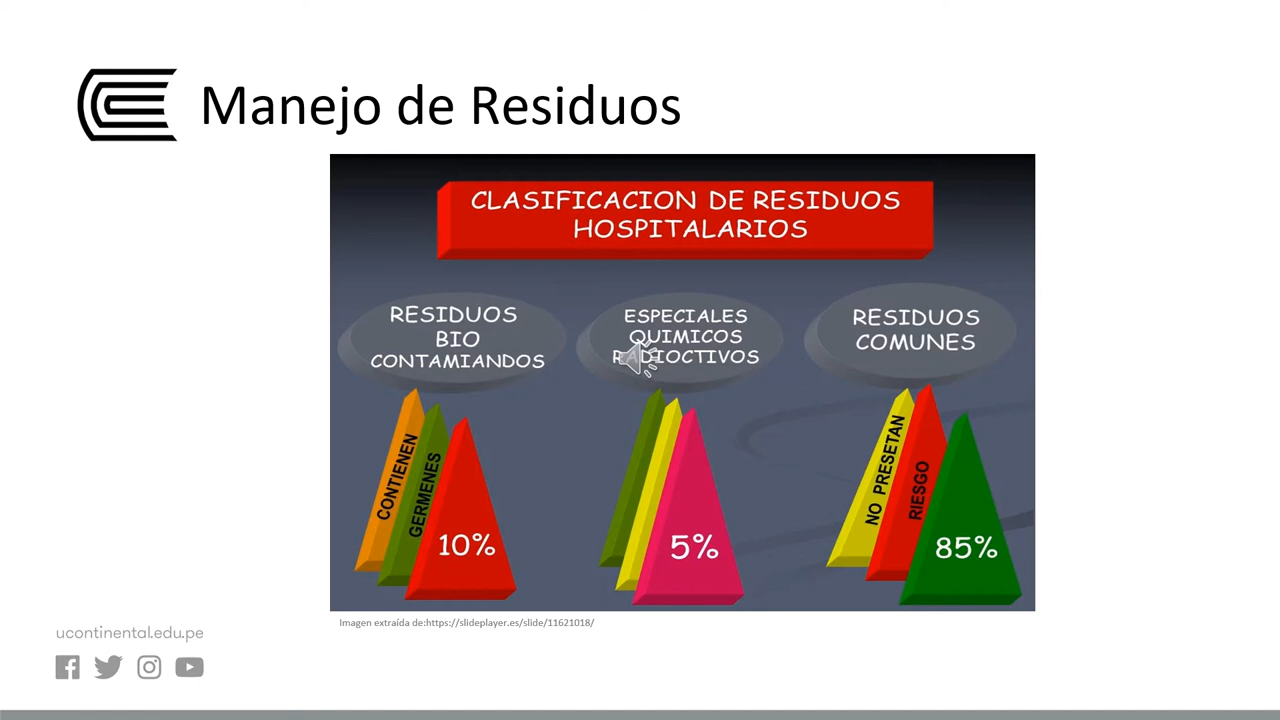 Manejo de Residuos
CLASIFICACION DE RESIDUOS
HOSPITALARIOS
RESIDUOS
BIO
CONTAMIANDOS
ESPECIALES
QUIMICOS
RADIOCTIVOS
RESIDUOS
COMUNES
CONTIENEN
GERMENES
10%
5%
NO PRESETAN
RIESGO
85%
Imagen extraída de:https://slideplayer.es/slide/11621018/
ucontinental.edu.pe